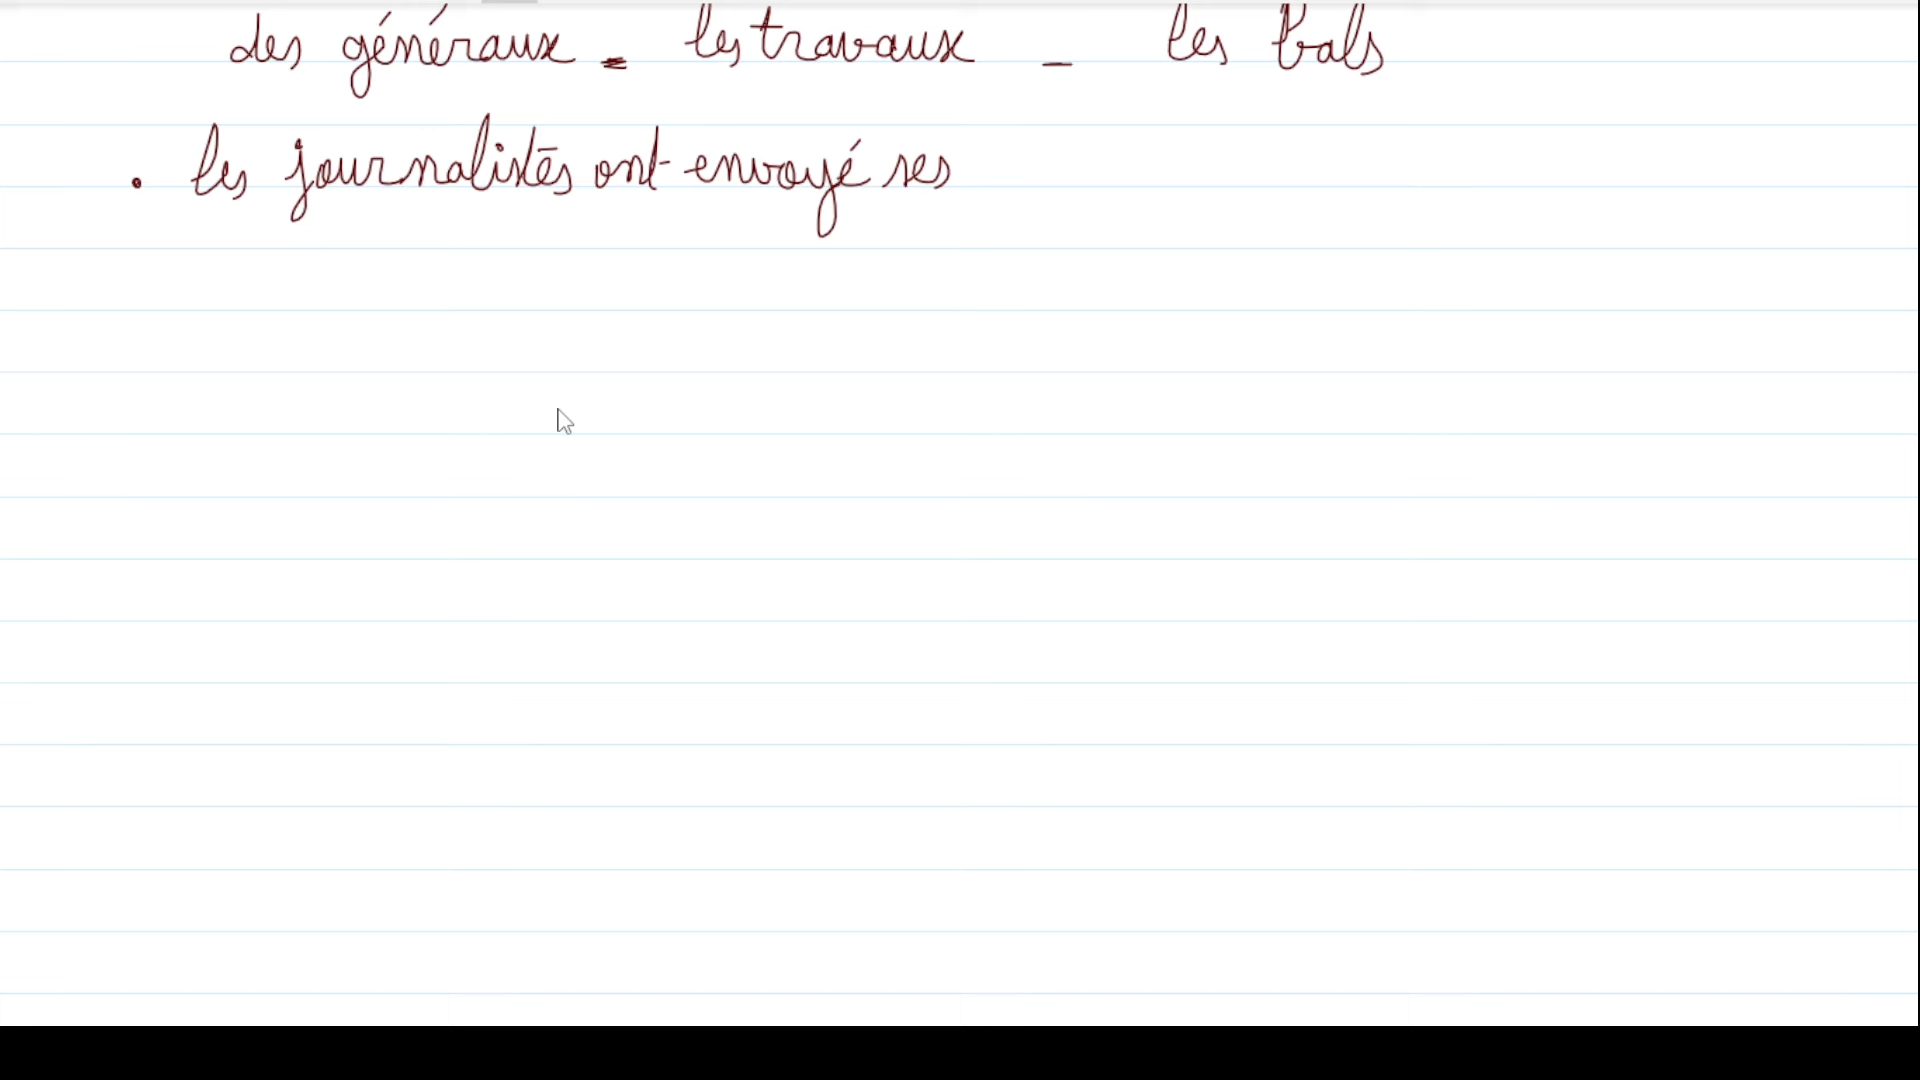 des généraux - les travaux - les bals
. les journalistes ont envoyé ses